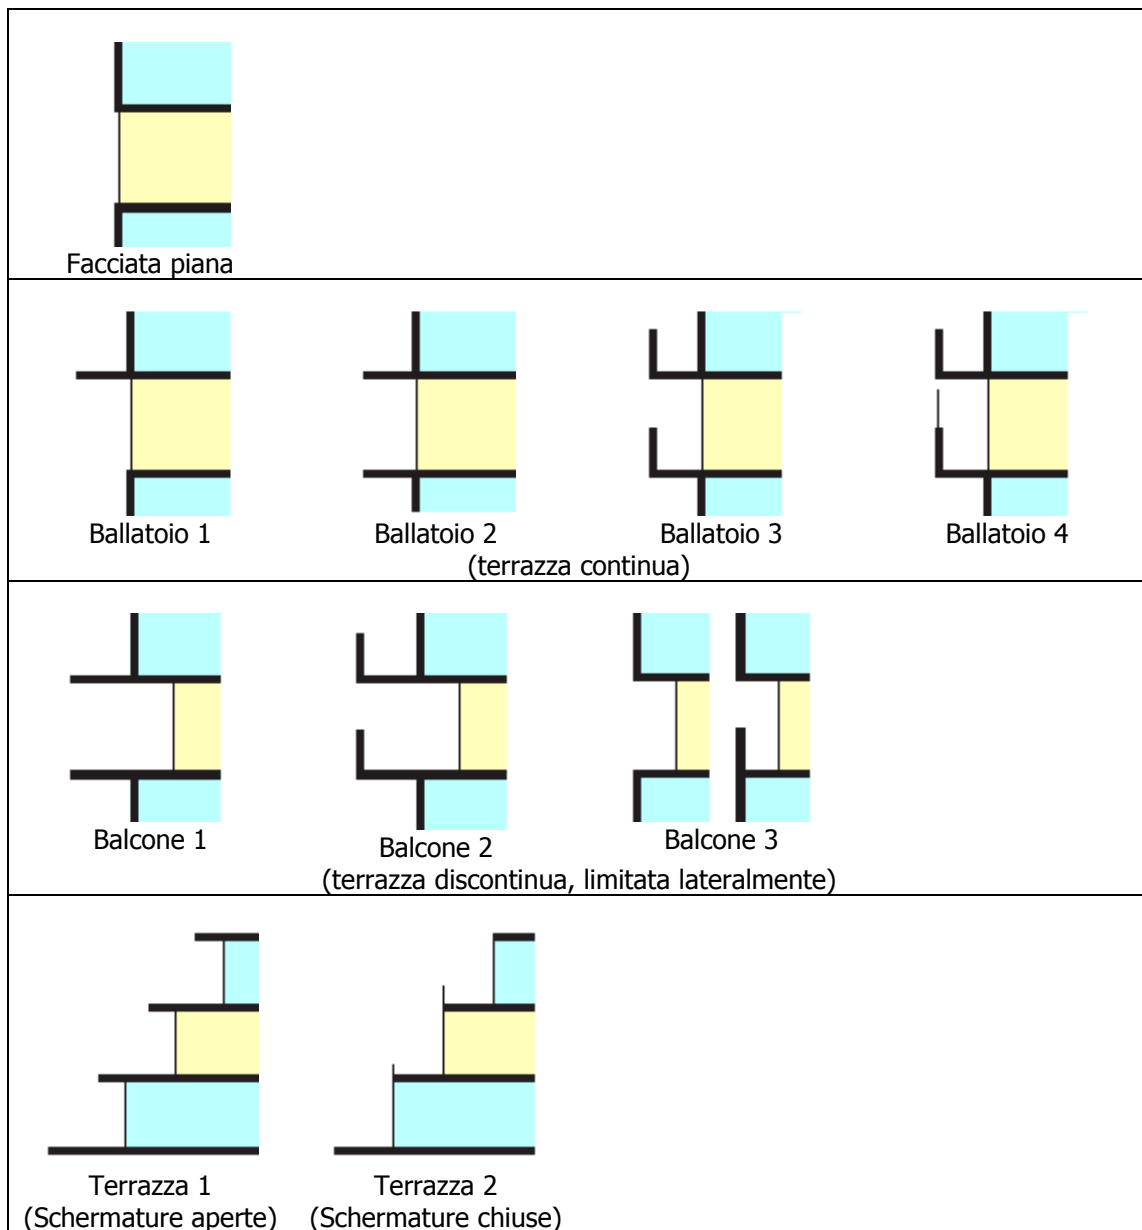 Facciata piana
Ballatoio 1 Ballatoio 2 Ballatoio 3 Ballatoio 4
(terrazza continua)
Balcone 1 Balcone 2 Balcone 3
(terrazza discontinua, limitata lateralmente)
Terrazza 1 Terrazza 2
(Schermature aperte) (Schermature chiuse)